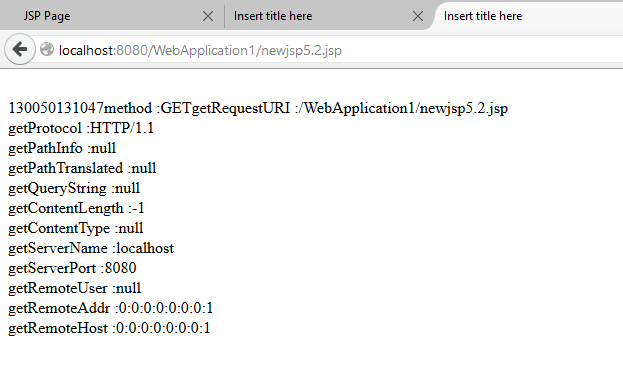 JSP Page
Insert title here
Insert title here
localhost:8080/WebApplication1/newjsp5.2.jsp
130050131047method :GETgetRequestURI :/WebApplication1/newjsp5.2.jsp
getProtocol :HTTP/1.1
getPathInfo :null
getPathTranslated :null
getQueryString :null
getContentLength :-1
getContentType :null
getServerName :localhost
getServerPort :8080
getRemoteUser :null
getRemoteAddr :0:0:0:0:0:0:0:1
getRemoteHost :0:0:0:0:0:0:0:1